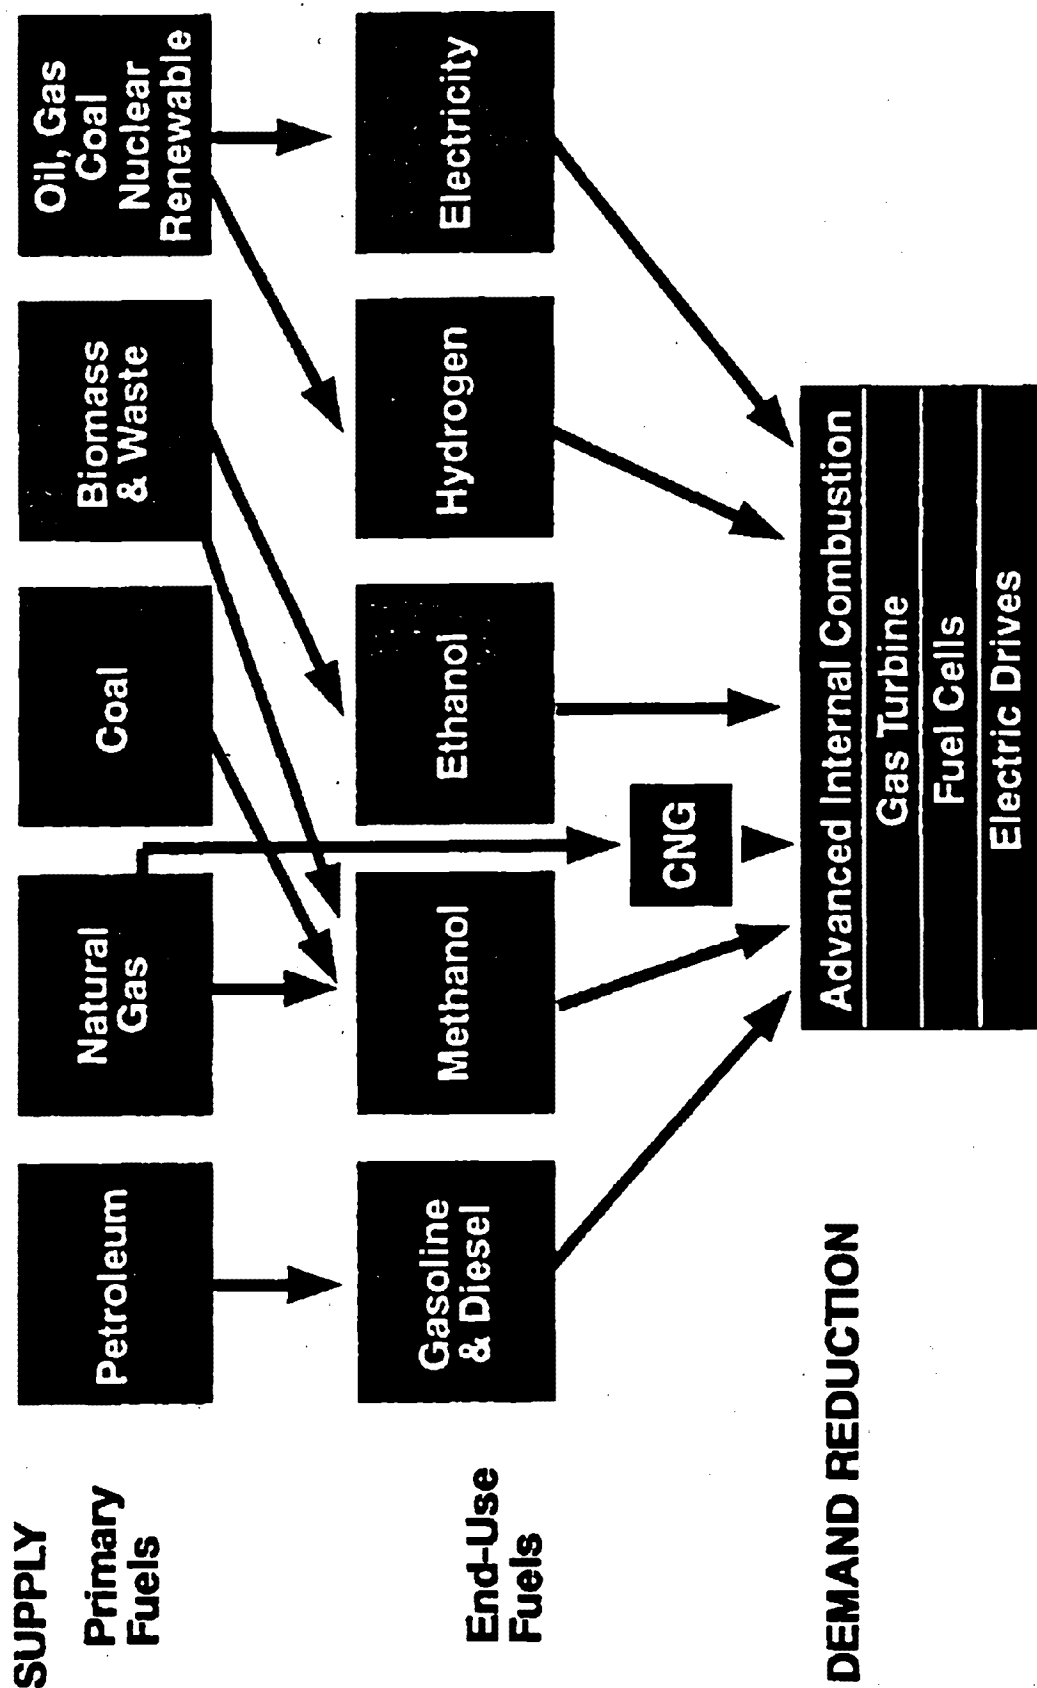 SUPPLY
Primary
Fuels
Petroleum
Natural
Gas
Coal
Biomass
& Waste
Oil, Gas
Coal
Nuclear
Renewable
End-Use
Fuels
Gasoline
& Diesel
Methanol
Ethanol
Hydrogen
Electricity
CNG
DEMAND REDUCTION
Advanced Internal Combustion
Gas Turbine
Fuel Cells
Electric Drives